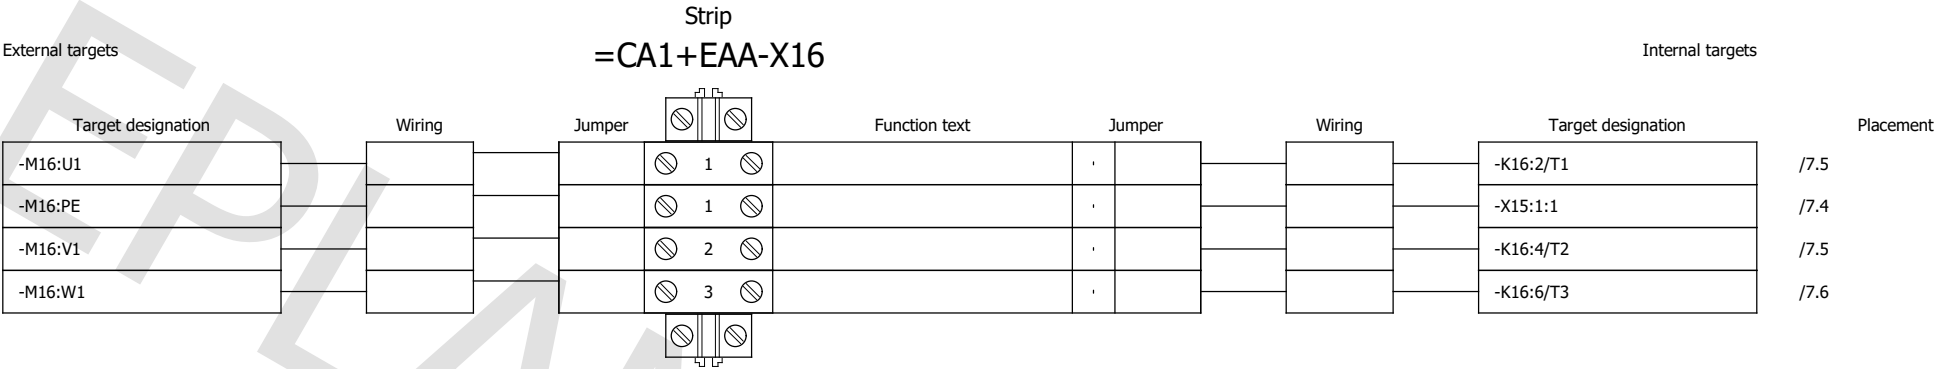 Strip
External targets
=CA1+EAA-X16
Internal targets
Target designation Wiring Jumper Function text Jumper Wiring Target designation Placement
-M16:U1 1 ' -K16:2/T1 /7.5
-M16:PE 1 ' -X15:1:1 /7.4
-M16:V1 2 ' -K16:4/T2 /7.5
-M16:W1 3 ' -K16:6/T3 /7.6
EPLAN